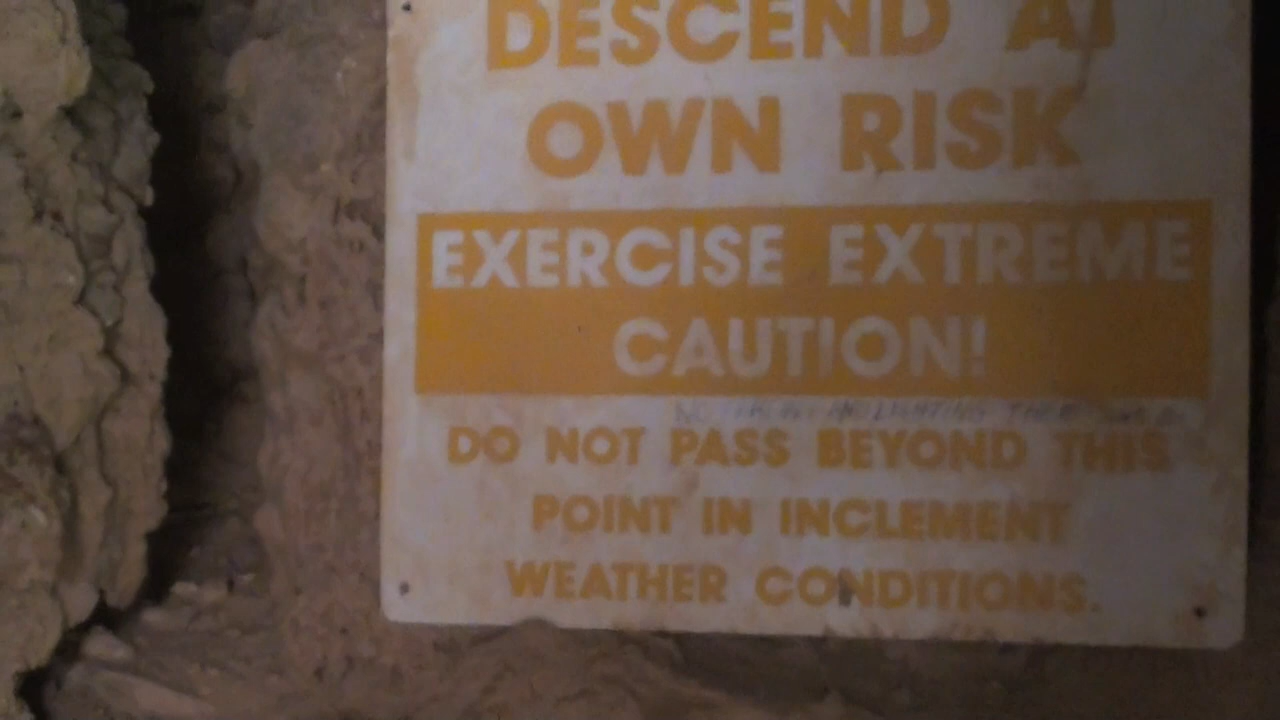 DESCEND AT
OWN RISK
EXERCISE EXTREME
CAUTION!
DO NOT PASS BEYOND THIS
POINT IN INCLEMENT
WEATHER CONDITIONS.